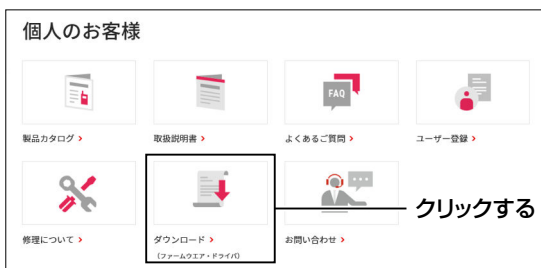 個人のお客様
FAQ
製品カタログ >
取扱説明書 >
よくあるご質問 >
ユーザー登録 >
クリックする
修理について >
ダウンロード >
(ファームウエア・ドライバ)
お問い合わせ >